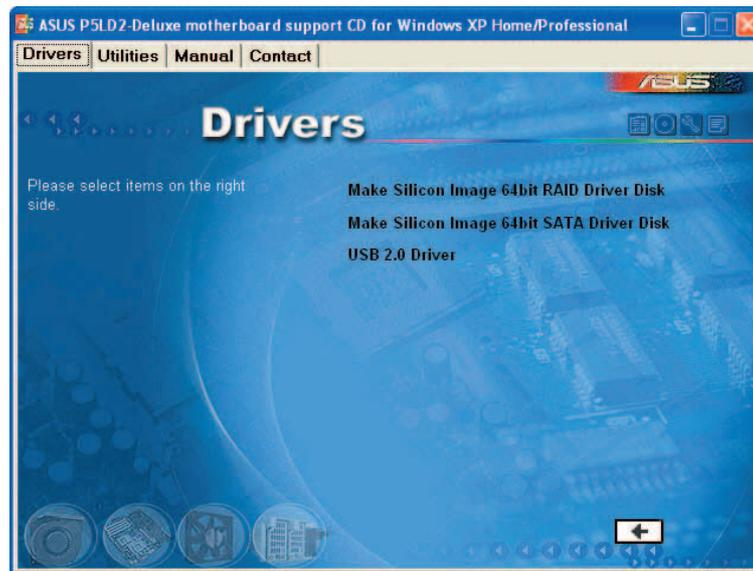 ASUS P5LD2-Deluxe motherboard support CD for Windows XP Home/Professional
Drivers Utilities Manual Contact
ASUS
Drivers
Please select items on the right
side.
Make Silicon Image 64bit RAID Driver Disk
Make Silicon Image 64bit SATA Driver Disk
USB 2.0 Driver